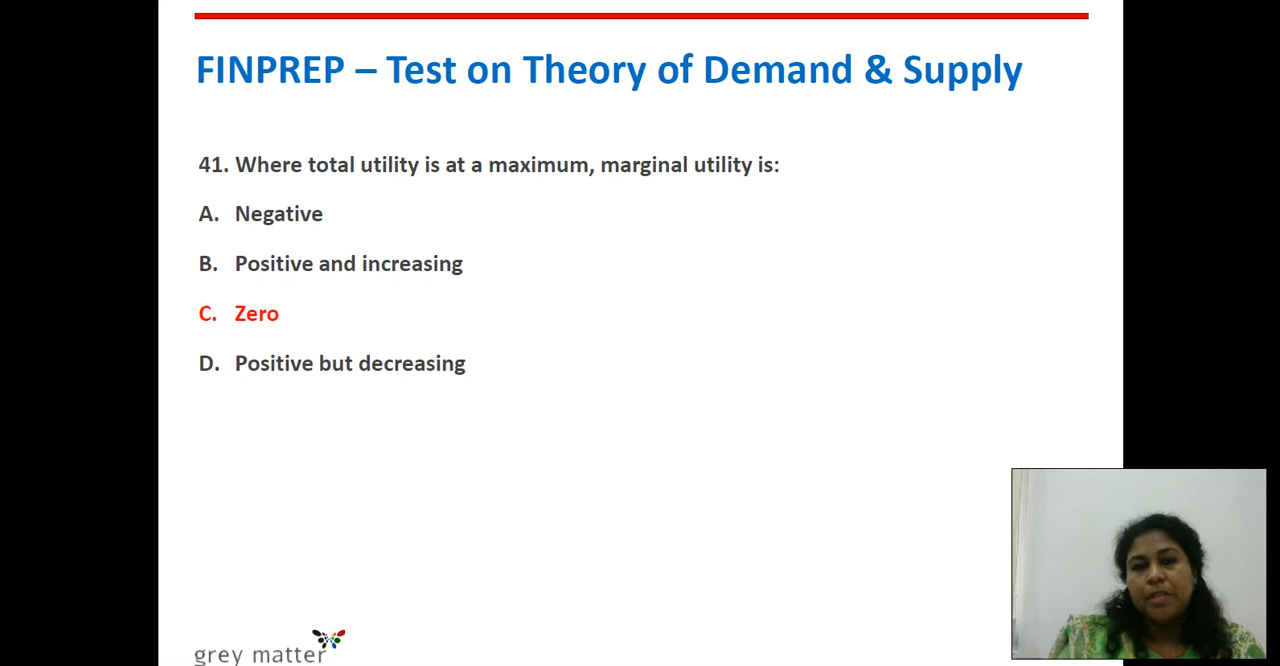 FINPREP – Test on Theory of Demand & Supply
41. Where total utility is at a maximum, marginal utility is:
A. Negative
B. Positive and increasing
C. Zero
D. Positive but decreasing
grey matter